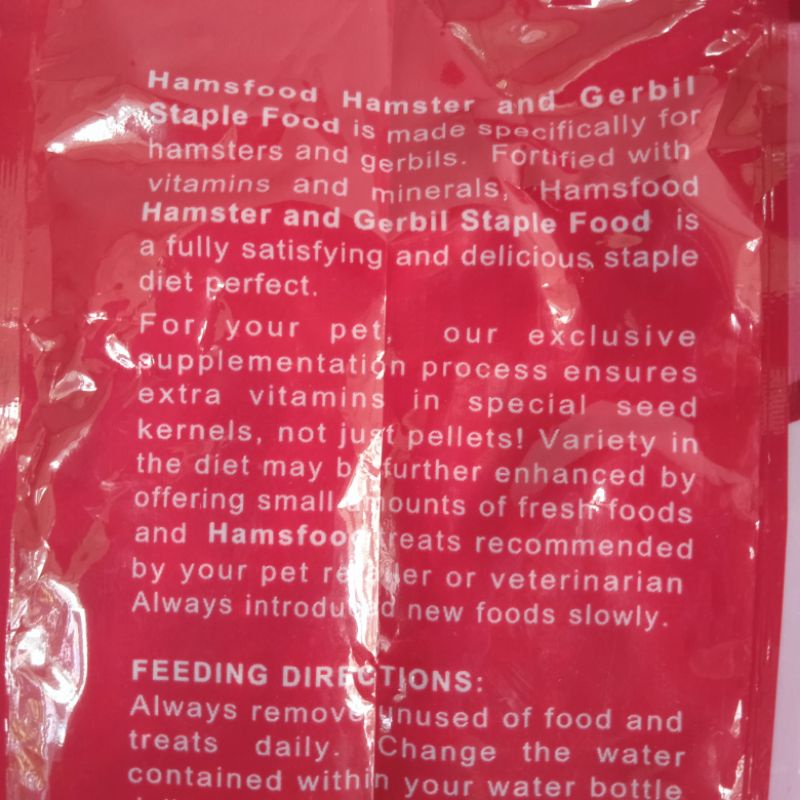 Hamsfood Hamster and Gerbil
Staple Food is made specifically for
hamsters and gerbils. Fortified with
vitamins and minerals, Hamsfood
Hamster and Gerbil Staple Food is
a fully satisfying and delicious staple
diet perfect.
For your pet, our exclusive
supplementation process ensures
extra vitamins in special seed
kernels, not just pellets! Variety in
the diet may be further enhanced by
offering small amounts of fresh foods
and Hamsfood treats recommended
by your pet retailer or veterinarian
Always introduced new foods slowly.
FEEDING DIRECTIONS:
Always remove unused of food and
treats daily. Change the water
contained within your water bottle